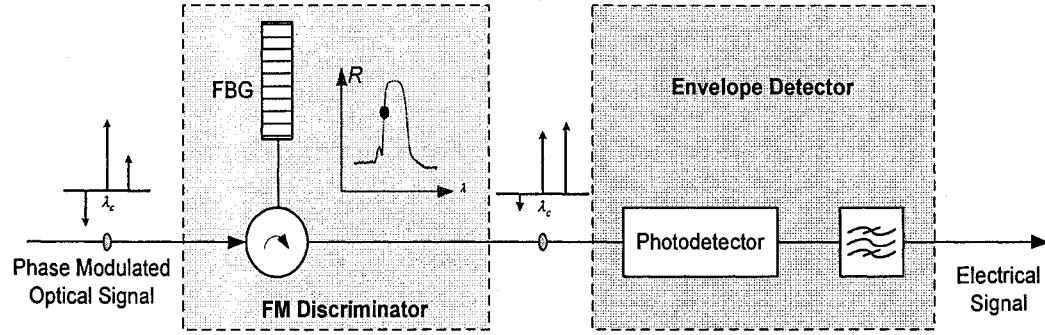 FBG
R
λ
Envelope Detector
λc
λc
Photodetector
Phase Modulated
Optical Signal
FM Discriminator
Electrical
Signal